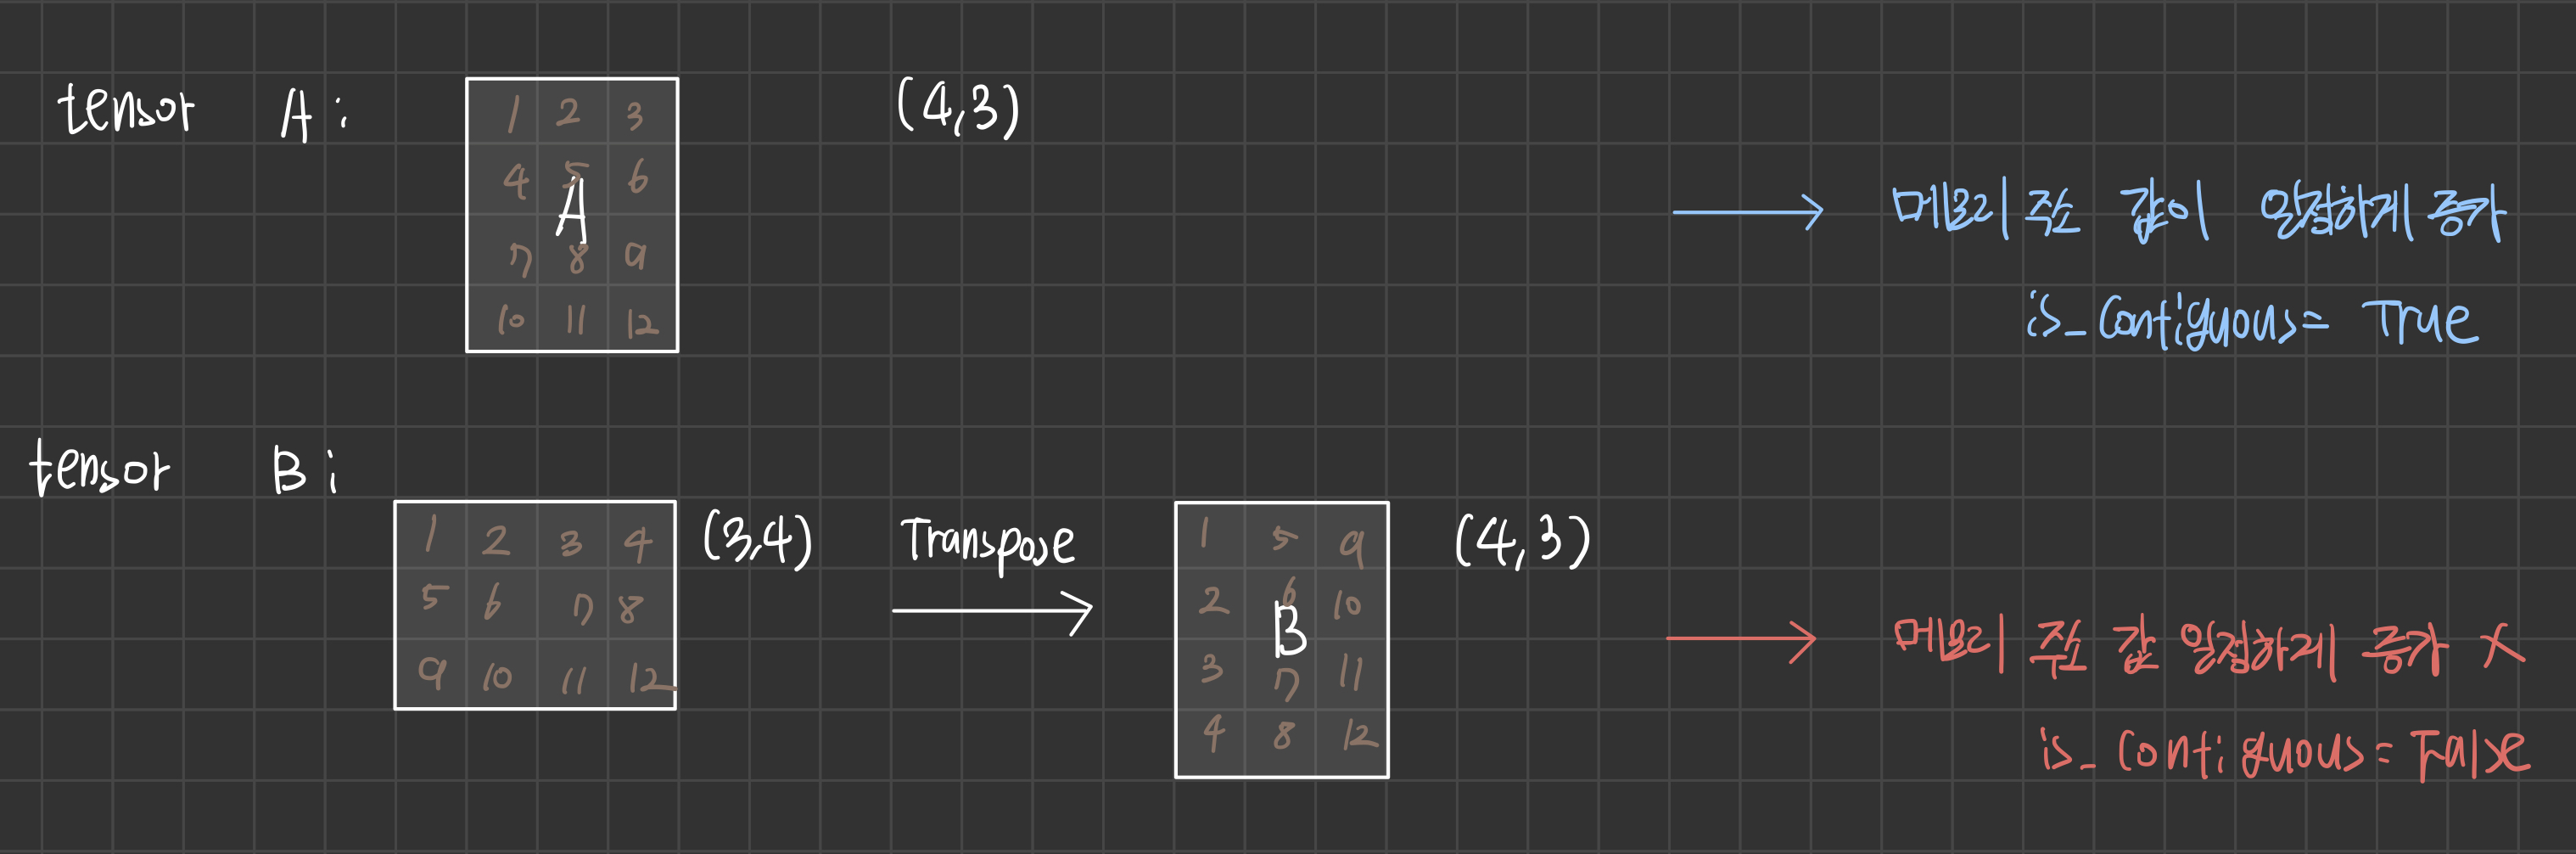 tensor A :
1 2 3
4 5 6
A
7 8 9
10 11 12
(4,3)
→ 메모리 주소 값이 일정하게 증가
is_contiguous = True
tensor B :
1 2 3 4
5 6 7 8
9 10 11 12
(3,4)
Transpose
→
1 5 9
2 6 10
B
3 7 11
4 8 12
(4,3)
→ 메모리 주소 값 일정하게 증가 X
is_contiguous = False